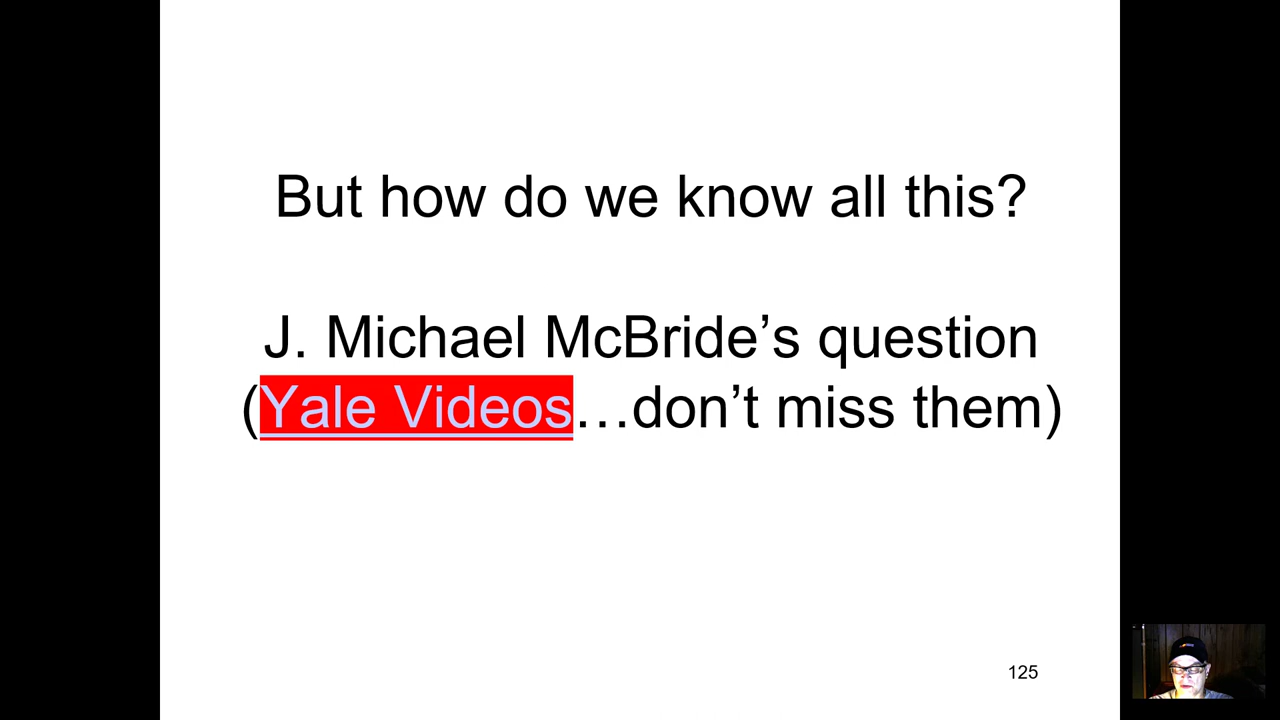 But how do we know all this?
J. Michael McBride’s question
(Yale Videos…don’t miss them)
125